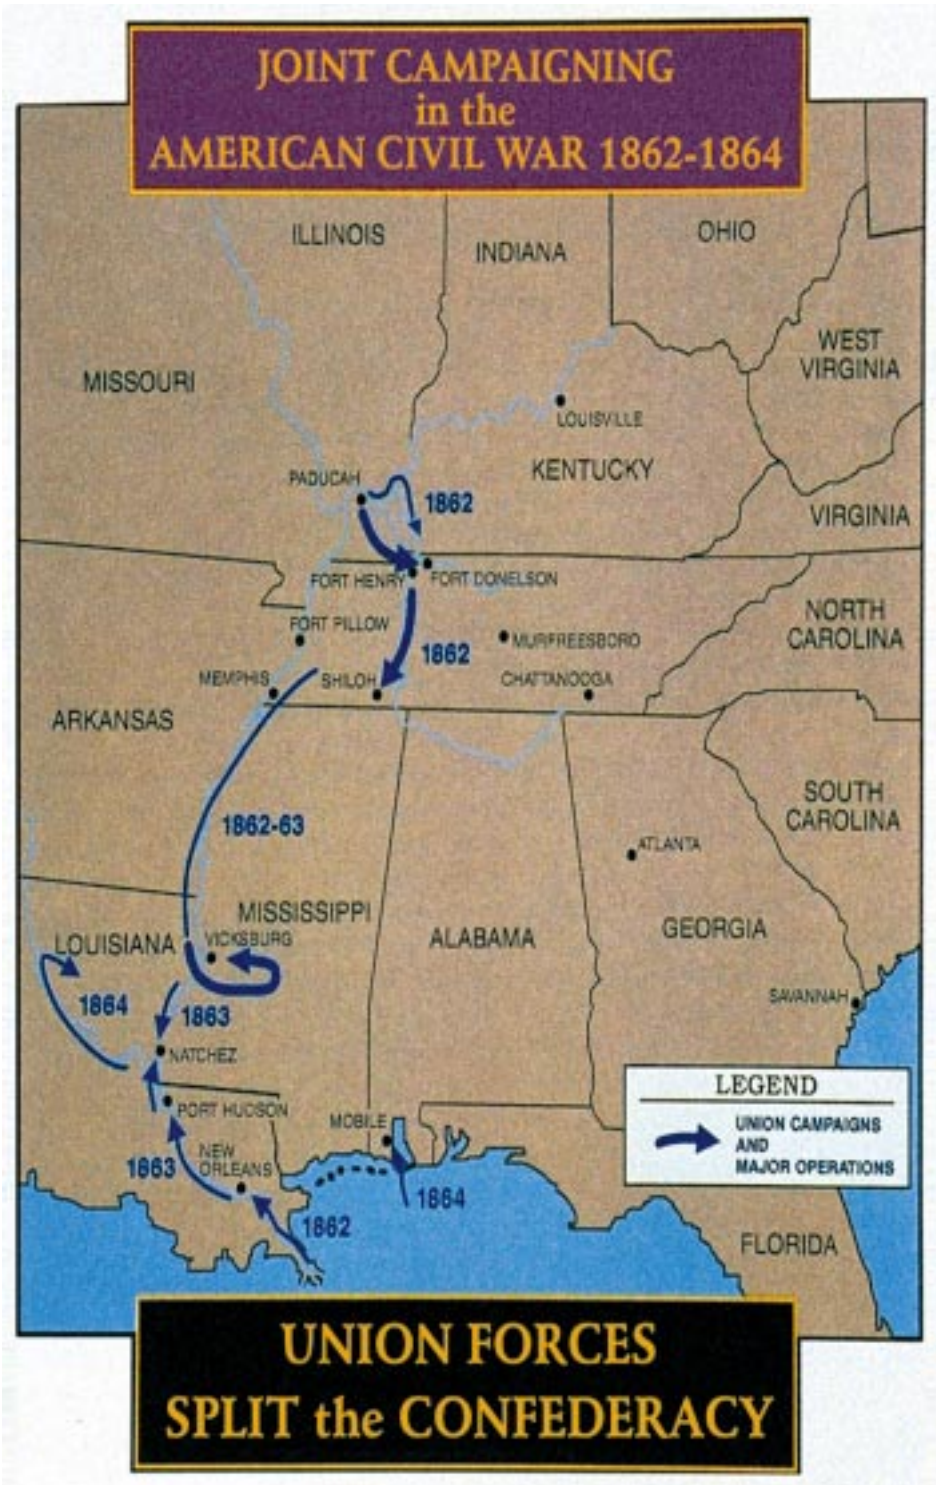 JOINT CAMPAIGNING
in the
AMERICAN CIVIL WAR 1862-1864
ILLINOIS
INDIANA
OHIO
WEST
VIRGINIA
MISSOURI
LOUISVILLE
KENTUCKY
PADUCAH
1862
VIRGINIA
FORT HENRY
FORT DONELSON
NORTH
CAROLINA
FORT PILLOW
MURFREESBORO
1862
MEMPHIS
SHILOH
CHATTANOOGA
ARKANSAS
SOUTH
CAROLINA
1862-63
ATLANTA
MISSISSIPPI
GEORGIA
LOUISIANA
VICKSBURG
ALABAMA
1864
1863
SAVANNAH
NATCHEZ
LEGEND
UNION CAMPAIGNS
AND
MAJOR OPERATIONS
PORT HUDSON
MOBILE
NEW
ORLEANS
1863
1864
1862
FLORIDA
UNION FORCES
SPLIT the CONFEDERACY